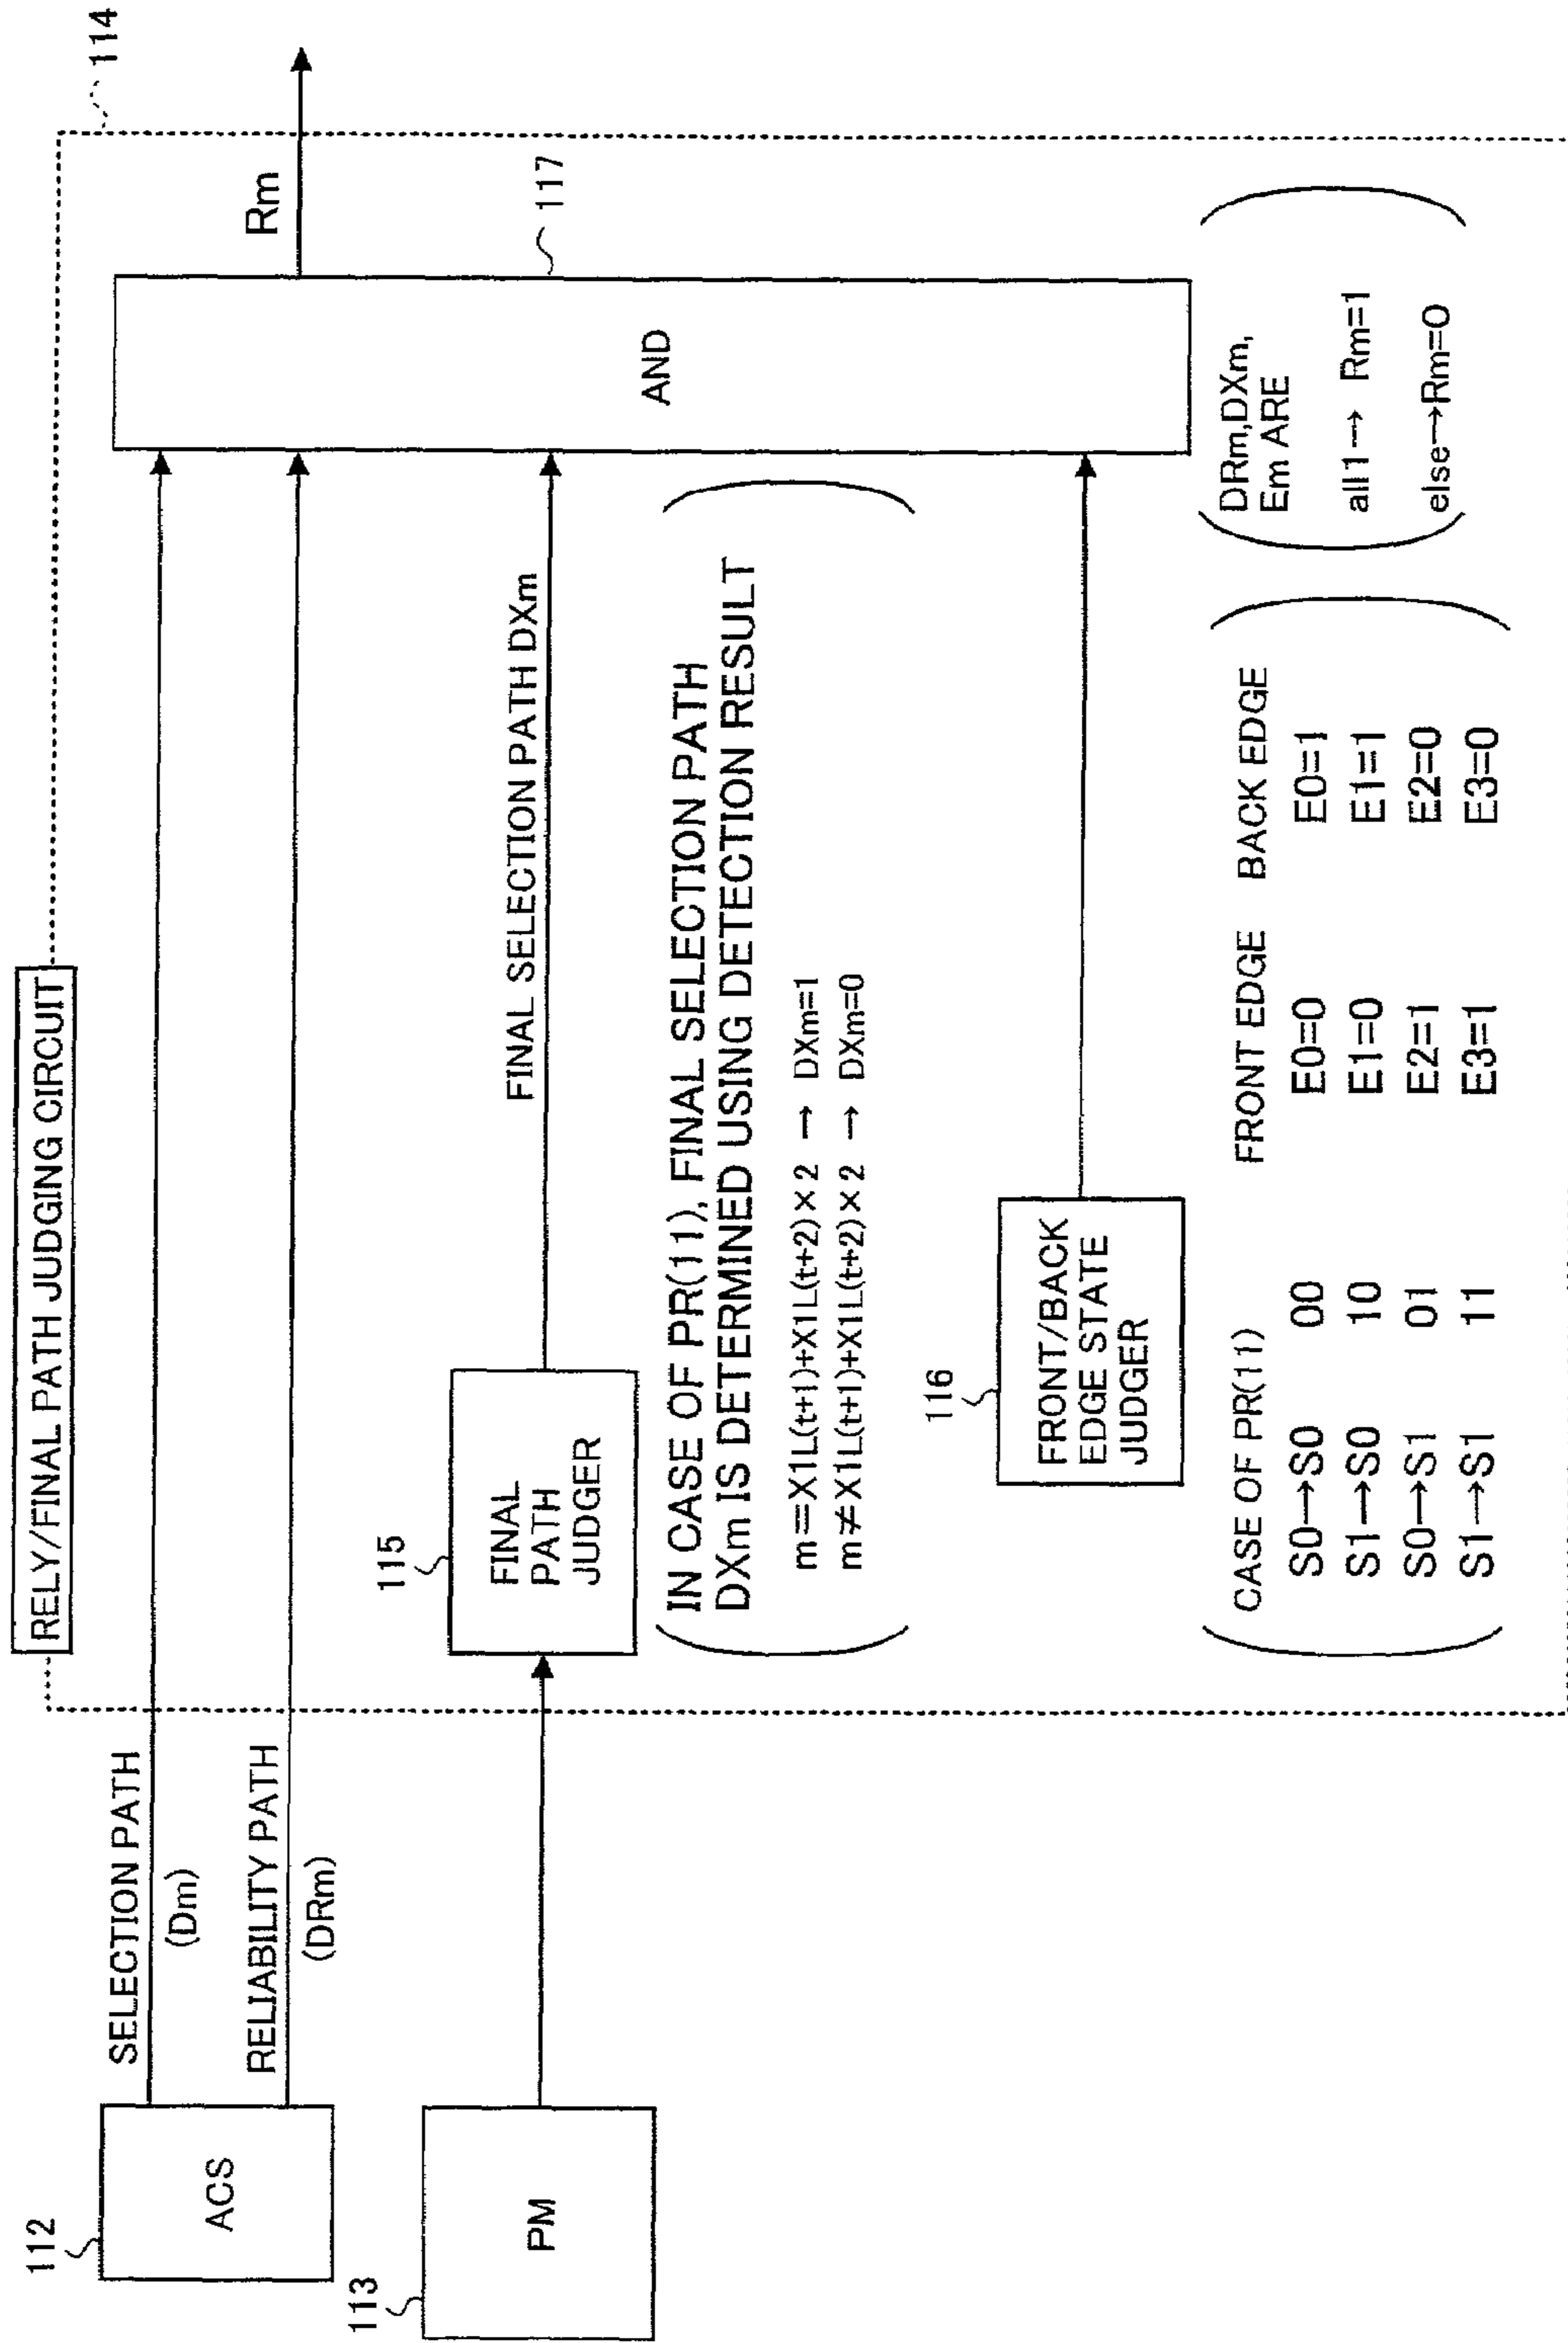 RELY/FINAL PATH JUDGING CIRCUIT
114
112
ACS
SELECTION PATH
(Dm)
RELIABILITY PATH
(DRm)
Rm
AND
117
113
PM
115
FINAL
PATH
JUDGER
FINAL SELECTION PATH DXm
IN CASE OF PR(11), FINAL SELECTION PATH
DXm IS DETERMINED USING DETECTION RESULT
m=X1L(t+1)+X1L(t+2)×2 → DXm=1
m≠X1L(t+1)+X1L(t+2)×2 → DXm=0
116
FRONT/BACK
EDGE STATE
JUDGER
CASE OF PR(11) FRONT EDGE BACK EDGE
S0→S0 00 E0=0 E0=1
S1→S0 10 E1=0 E1=1
S0→S1 01 E2=1 E2=0
S1→S1 11 E3=1 E3=0
DRm,DXm,
Em ARE
all1→ Rm=1
else→Rm=0